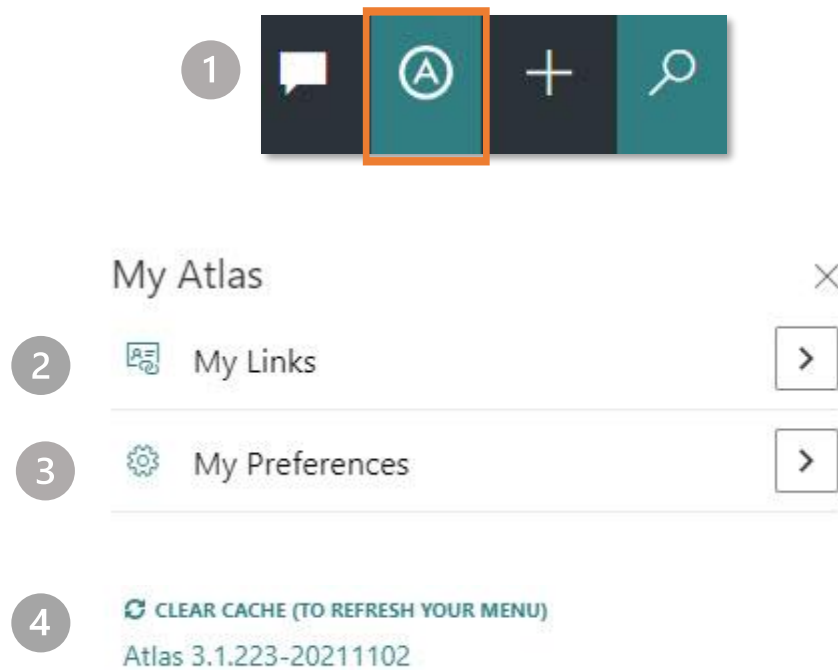 1
A
My Atlas
2
My Links
3
My Preferences
4
CLEAR CACHE (TO REFRESH YOUR MENU)
Atlas 3.1.223-20211102